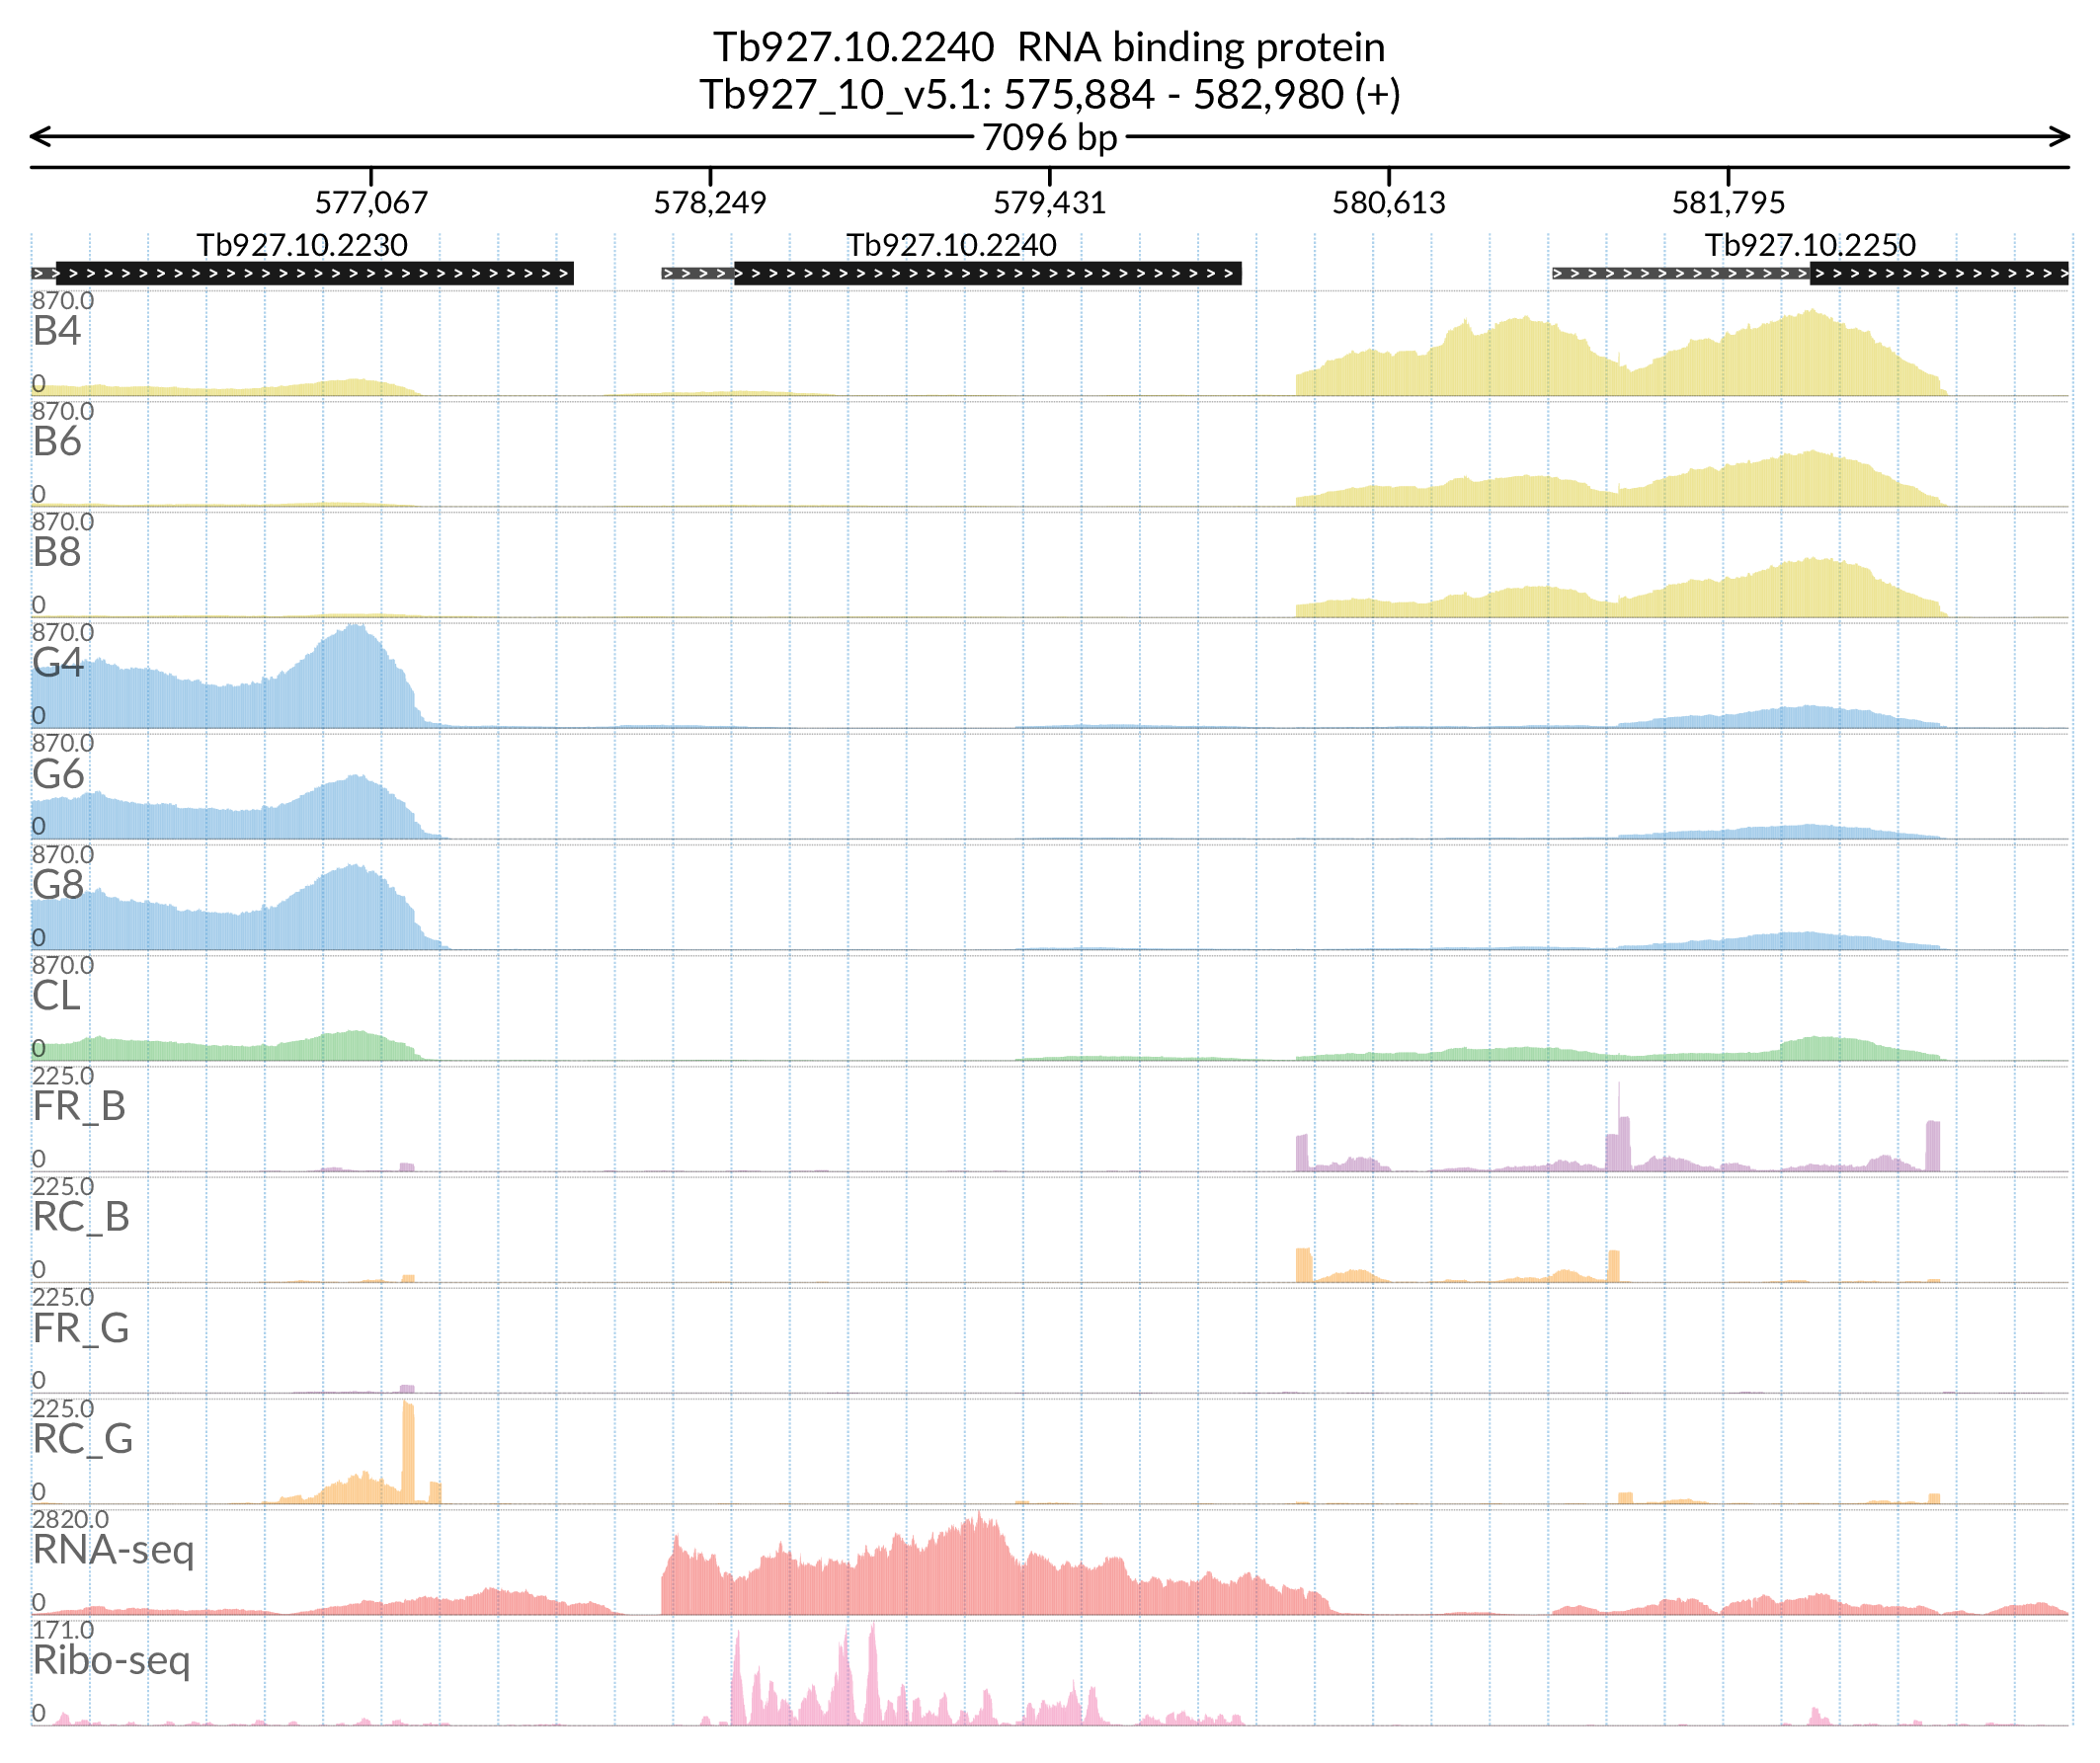 Tb927.10.2240  RNA binding protein
Tb927_10_v5.1: 575,884 - 582,980 (+)
7096 bp
577,067 578,249 579,431 580,613 581,795
Tb927.10.2230 Tb927.10.2240 Tb927.10.2250
870.0
B4
0
870.0
B6
0
870.0
B8
0
870.0
G4
0
870.0
G6
0
870.0
G8
0
870.0
CL
0
225.0
FR_B
0
225.0
RC_B
0
225.0
FR_G
0
225.0
RC_G
0
2820.0
RNA-seq
0
171.0
Ribo-seq
0